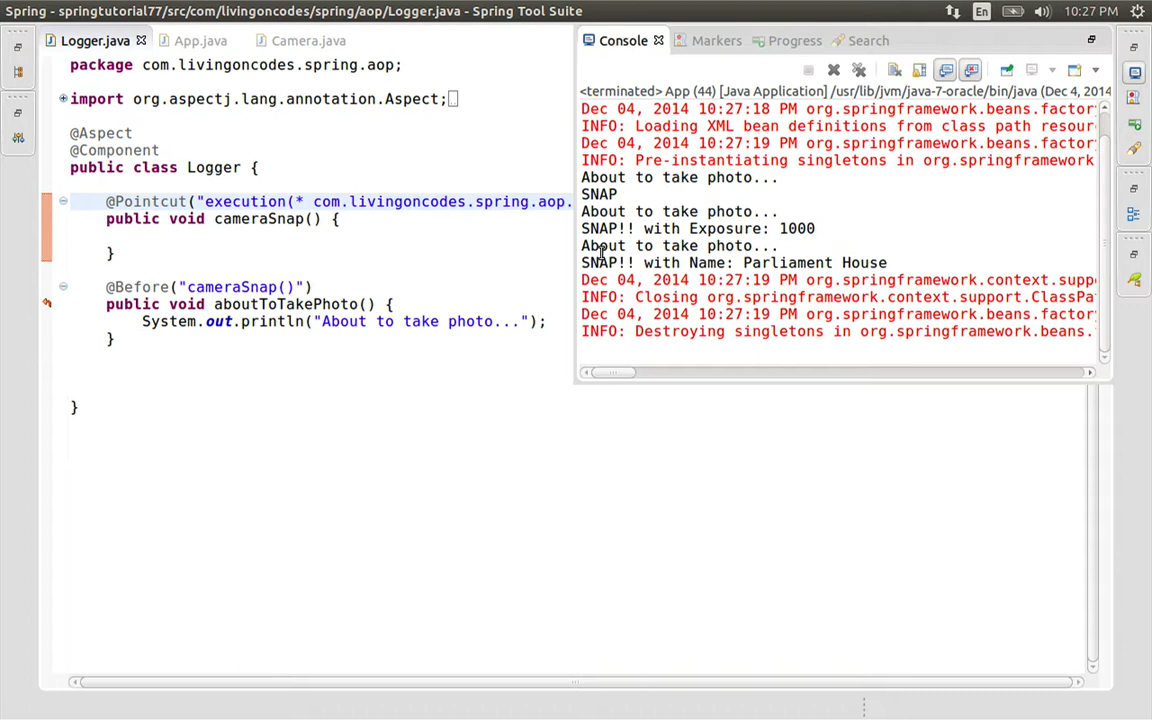 Spring - springtutorial77/src/com/livingoncodes/spring/aop/Logger.java - Spring Tool Suite
En
10:27 PM
Logger.java
App.java
Camera.java
package com.livingoncodes.spring.aop;
import org.aspectj.lang.annotation.Aspect;
@Aspect
@Component
public class Logger {
@Pointcut("execution(* com.livingoncodes.spring.aop.
public void cameraSnap() {
}
@Before("cameraSnap()")
public void aboutToTakePhoto() {
System.out.println("About to take photo...");
}
}
Console
Markers
Progress
Search
<terminated> App (44) [Java Application] /usr/lib/jvm/java-7-oracle/bin/java (Dec 4, 2014
Dec 04, 2014 10:27:18 PM org.springframework.beans.factor
INFO: Loading XML bean definitions from class path resour
Dec 04, 2014 10:27:19 PM org.springframework.beans.factor
INFO: Pre-instantiating singletons in org.springframework
About to take photo...
SNAP
About to take photo...
SNAP!! with Exposure: 1000
About to take photo...
SNAP!! with Name: Parliament House
Dec 04, 2014 10:27:19 PM org.springframework.context.supp
INFO: Closing org.springframework.context.support.ClassPa
Dec 04, 2014 10:27:19 PM org.springframework.beans.factor
INFO: Destroying singletons in org.springframework.beans.